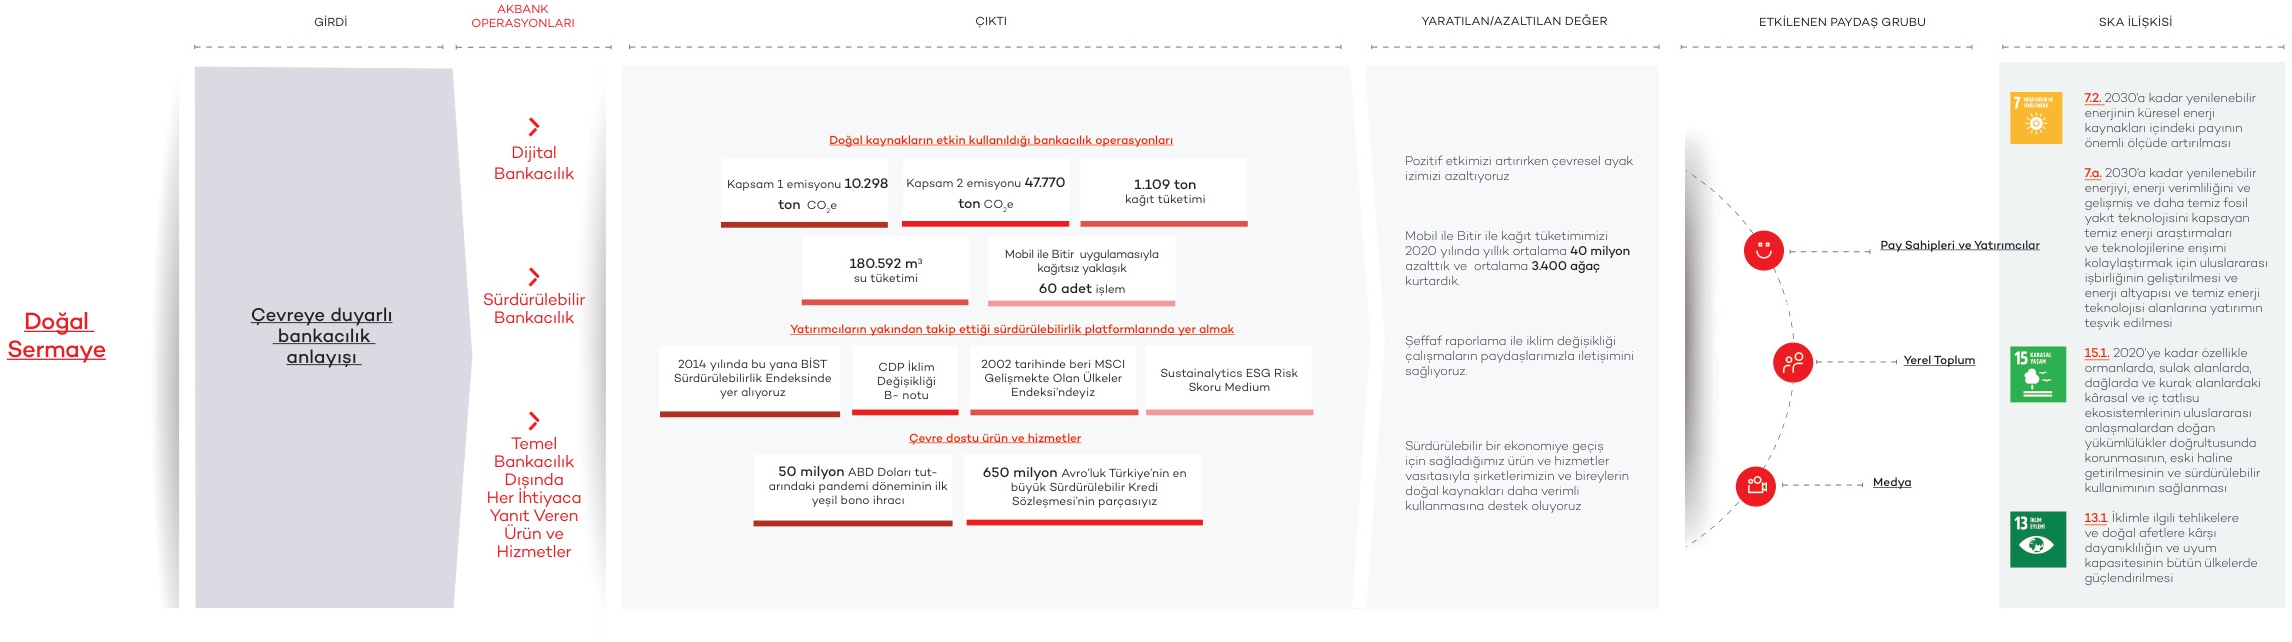 GİRDİ
AKBANK
OPERASYONLARI
ÇIKTI
YARATILAN/AZALTILAN DEĞER
ETKİLENEN PAYDAŞ GRUBU
SKA İLİŞKİSİ
Doğal
Sermaye
Çevreye duyarlı
bankacılık
anlayışı
Dijital
Bankacılık
Sürdürülebilir
Bankacılık
Temel
Bankacılık
Dışında
Her İhtiyaca
Yanıt Veren
Ürün ve
Hizmetler
Doğal kaynakların etkin kullanıldığı bankacılık operasyonları
Kapsam 1 emisyonu 10.298
ton CO2e
Kapsam 2 emisyonu 47.770
ton CO2e
1.109 ton
kağıt tüketimi
180.592 m³
su tüketimi
Mobil ile Bitir uygulamasıyla
kağıtsız yaklaşık
60 adet işlem
Yatırımcıların yakından takip ettiği sürdürülebilirlik platformlarında yer almak
2014 yılında bu yana BİST
Sürdürülebilirlik Endeksinde
yer alıyoruz
CDP İklim
Değişikliği
B- notu
2002 tarihinde beri MSCI
Gelişmekte Olan Ülkeler
Endeksi'ndeyiz
Sustainalytics ESG Risk
Skoru Medium
Çevre dostu ürün ve hizmetler
50 milyon ABD Doları tut-
arındaki pandemi döneminin ilk
yeşil bono ihracı
650 milyon Avro'luk Türkiye'nin en
büyük Sürdürülebilir Kredi
Sözleşmesi'nin parçasıyız
Pozitif etkimizi artırırken çevresel ayak
izimizi azaltıyoruz
Mobil ile Bitir ile kağıt tüketimimizi
2020 yılında yıllık ortalama 40 milyon
azalttık ve ortalama 3.400 ağaç
kurtardık.
Şeffaf raporlama ile iklim değişikliği
çalışmaların paydaşlarımızla iletişimini
sağlıyoruz.
Sürdürülebilir bir ekonomiye geçiş
için sağladığımız ürün ve hizmetler
vasıtasıyla şirketlerimizin ve bireylerin
doğal kaynakları daha verimli
kullanmasına destek oluyoruz
Pay Sahipleri ve Yatırımcılar
Yerel Toplum
Medya
7 ERİŞİLEBİLİR VE
TEMİZ ENERJİ
7.2. 2030'a kadar yenilenebilir
enerjinin küresel enerji
kaynakları içindeki payının
önemli ölçüde artırılması
7.a. 2030'a kadar yenilenebilir
enerjiyi, enerji verimliliğini ve
gelişmiş ve daha temiz fosil
yakıt teknolojisini kapsayan
temiz enerji araştırmaları
ve teknolojilerine erişimi
kolaylaştırmak için uluslararası
işbirliğinin geliştirilmesi ve
enerji altyapısı ve temiz enerji
teknolojisi alanlarına yatırımın
teşvik edilmesi
15 KARASAL
YAŞAM
15.1. 2020'ye kadar özellikle
ormanlarda, sulak alanlarda,
dağlarda ve kurak alanlardaki
kârasal ve iç tatlısu
ekosistemlerinin uluslararası
anlaşmalardan doğan
yükümlülükler doğrultusunda
korunmasının, eski haline
getirilmesinin ve sürdürülebilir
kullanımının sağlanması
13 İKLİM
EYLEMİ
13.1 İklimle ilgili tehlikelere
ve doğal afetlere kârşı
dayanıklılığın ve uyum
kapasitesinin bütün ülkelerde
güçlendirilmesi